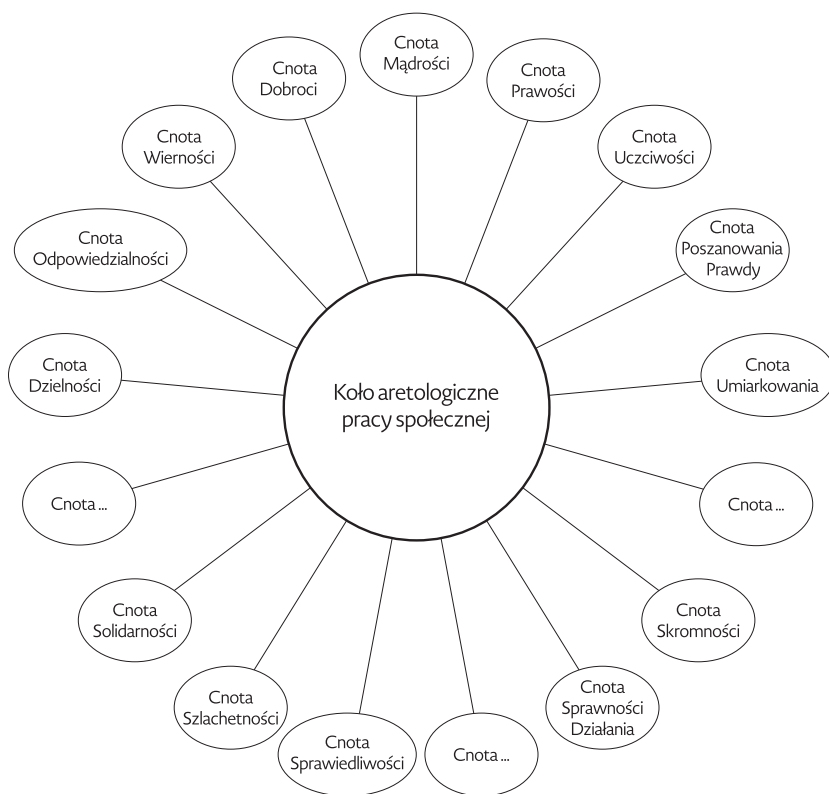 Cnota
Mądrości
Cnota
Prawości
Cnota
Uczciwości
Cnota
Poszanowania
Prawdy
Cnota
Umiarkowania
Cnota ...
Cnota
Skromności
Cnota
Sprawności
Działania
Cnota ...
Cnota
Sprawiedliwości
Cnota
Szlachetności
Cnota
Solidarności
Cnota ...
Cnota
Dzielności
Cnota
Odpowiedzialności
Cnota
Wierności
Cnota
Dobroci
Koło aretologiczne
pracy społecznej